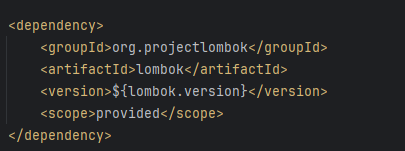 <dependency>
    <groupId>org.projectlombok</groupId>
    <artifactId>lombok</artifactId>
    <version>${lombok.version}</version>
    <scope>provided</scope>
</dependency>